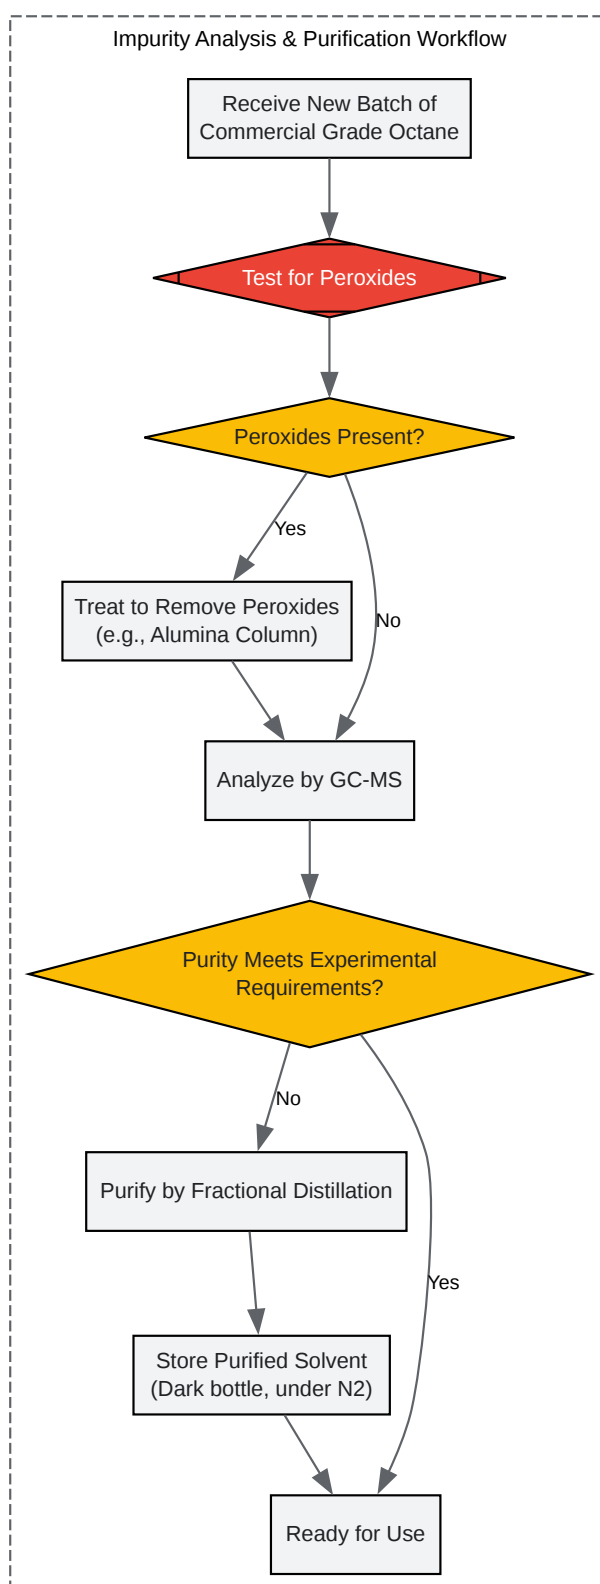 Impurity Analysis & Purification Workflow
Receive New Batch of
Commercial Grade Octane
Test for Peroxides
Peroxides Present?
Yes
Treat to Remove Peroxides
(e.g., Alumina Column)
No
Analyze by GC-MS
Purity Meets Experimental
Requirements?
No
Purify by Fractional Distillation
Yes
Store Purified Solvent
(Dark bottle, under N2)
Ready for Use